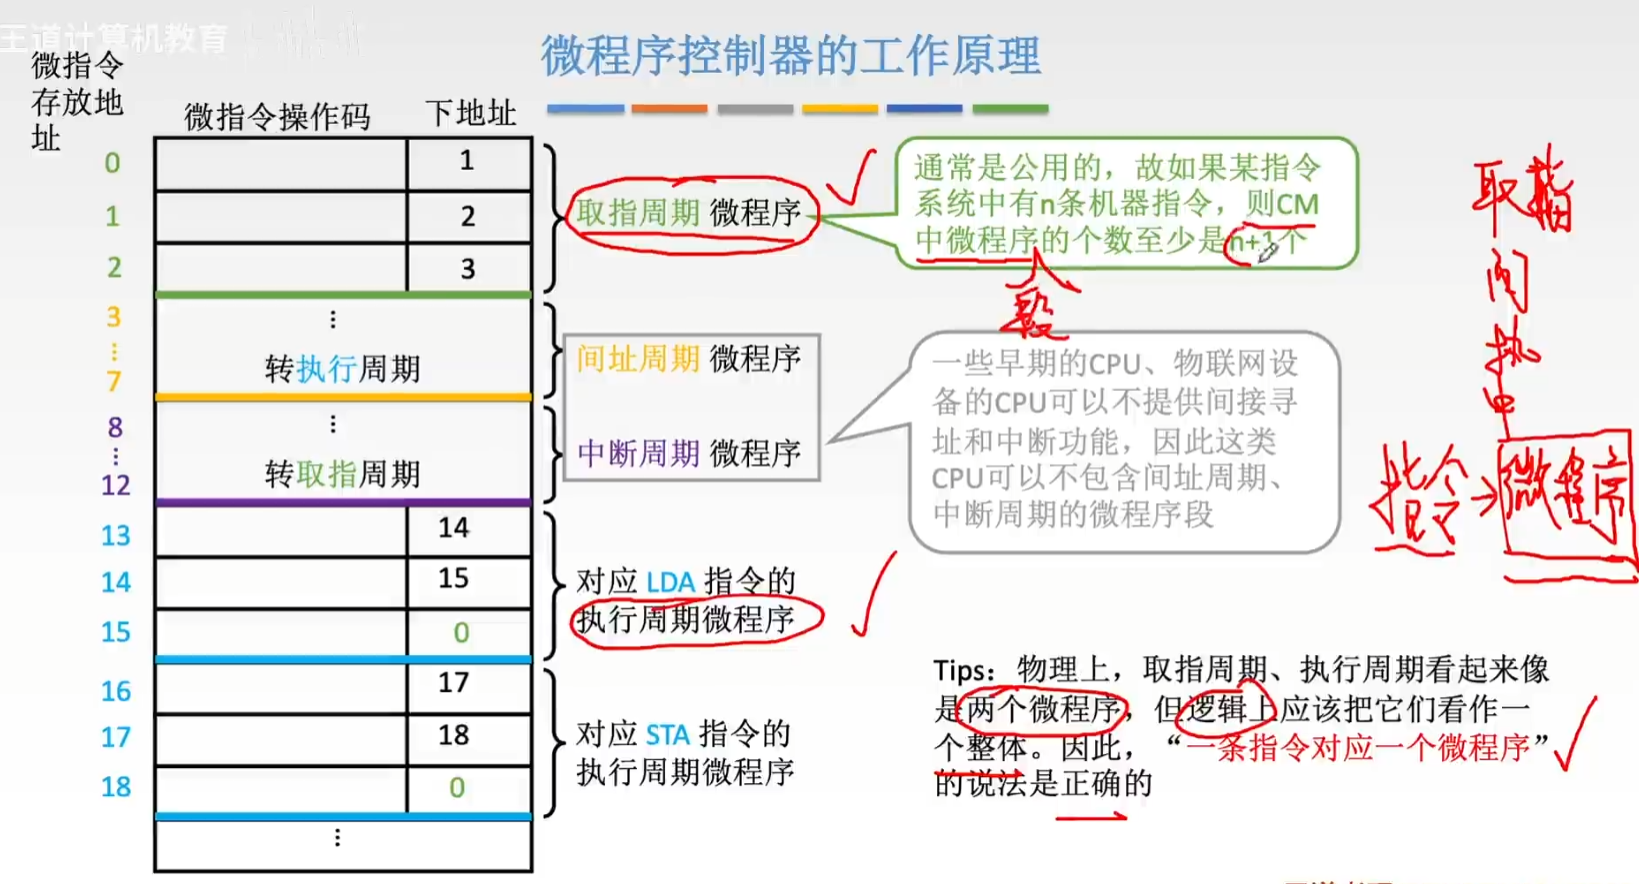 王道计算机教育
微程序控制器的工作原理
微指令
存放地
址
微指令操作码
下地址
0
1
1
2
2
3
取指周期 微程序
通常是公用的，故如果某指令
系统中有n条机器指令，则CM
中微程序的个数至少是n+1个
段
取指
间
执
中
指令→微程序
3
⋮
7
⋮
转执行周期
间址周期 微程序
8
⋮
12
⋮
转取指周期
中断周期 微程序
一些早期的CPU、物联网设
备的CPU可以不提供间接寻
址和中断功能，因此这类
CPU可以不包含间址周期、
中断周期的微程序段
13
14
14
15
15
0
对应 LDA 指令的
执行周期微程序
16
17
17
18
18
0
⋮
对应 STA 指令的
执行周期微程序
Tips：物理上，取指周期、执行周期看起来像
是两个微程序，但逻辑上应该把它们看作一
个整体。因此，“一条指令对应一个微程序”
的说法是正确的